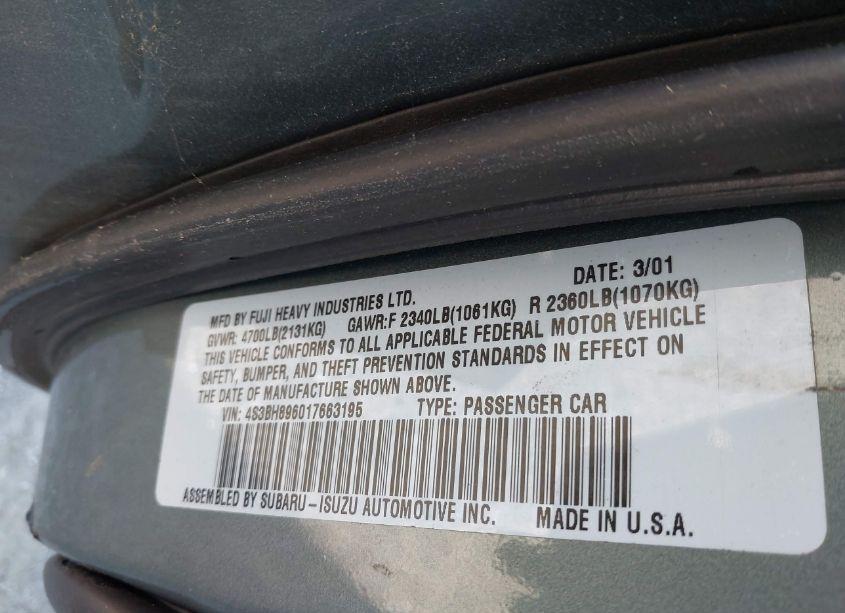 MFD BY FUJI HEAVY INDUSTRIES LTD. DATE: 3/01
GVWR: 4700LB(2131KG) GAWR:F 2340LB(1061KG) R 2360LB(1070KG)
THIS VEHICLE CONFORMS TO ALL APPLICABLE FEDERAL MOTOR VEHICLE
SAFETY, BUMPER, AND THEFT PREVENTION STANDARDS IN EFFECT ON
THE DATE OF MANUFACTURE SHOWN ABOVE.
VIN: 4S3BH896017663195 TYPE: PASSENGER CAR
ASSEMBLED BY SUBARU-ISUZU AUTOMOTIVE INC. MADE IN U.S.A.